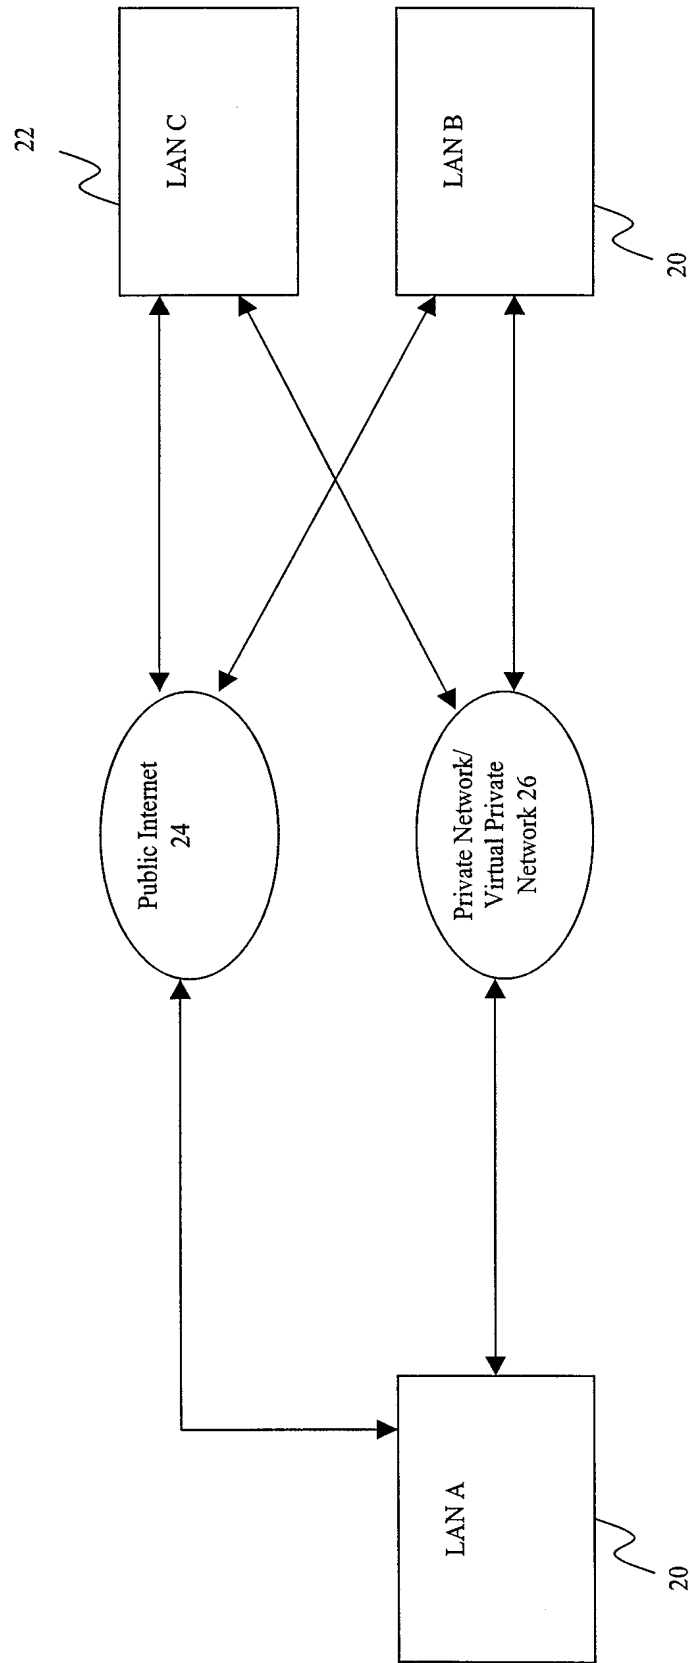 22
LAN C
LAN B
20
Public Internet
24
Private Network/
Virtual Private
Network 26
LAN A
20